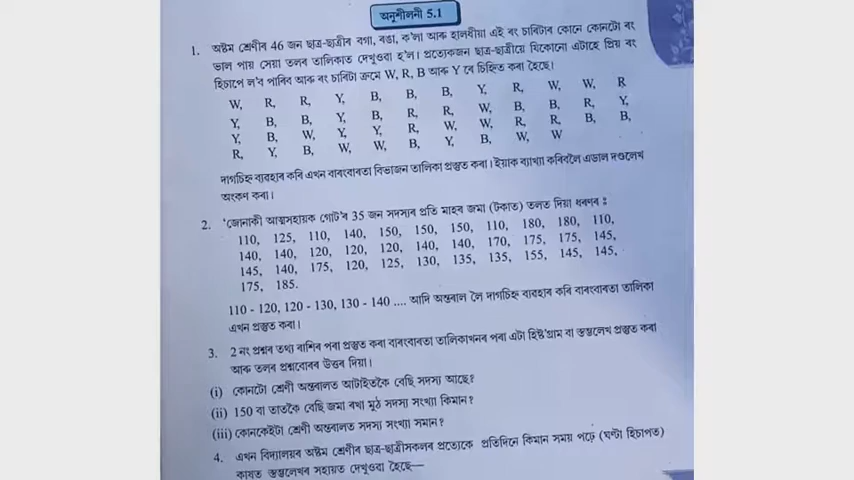 অনুশীলনী 5.1
1. অষ্টম শ্ৰেণীৰ 46 জন ছাত্ৰ-ছাত্ৰীৰ বগা, ৰঙা, ক'লা আৰু হালধীয়া এই ৰং চাৰিটাৰ কোনে কোনটো ৰং
ভাল পায় সেয়া তলৰ তালিকাত দেখুওৱা হ'ল। প্ৰত্যেকজন ছাত্ৰ-ছাত্ৰীয়ে যিকোনো এটাহে প্ৰিয় ৰং
হিচাপে ল'ব পাৰিব আৰু ৰং চাৰিটা ক্ৰমে W, R, B আৰু Y ৰে চিহ্নিত কৰা হৈছে।
W, R, R, Y, B, B, B, Y, R, W, W, R
Y, B, B, Y, B, R, R, W, B, B, R, Y,
Y, B, W, Y, Y, R, W, W, R, R, B, B,
R, Y, B, W, W, B, Y, B, W, W
দাগচিহ্ন ব্যৱহাৰ কৰি এখন বাৰংবাৰতা বিভাজন তালিকা প্ৰস্তুত কৰা। ইয়াক ব্যাখ্যা কৰিবলৈ এডাল দণ্ডলেখ
অংকণ কৰা।
2. 'জোনাকী আত্মসহায়ক গোট'ৰ 35 জন সদস্যৰ প্ৰতি মাহৰ জমা (টকাত) তলত দিয়া ধৰণৰ :
110, 125, 110, 140, 150, 150, 150, 110, 180, 180, 110,
140, 140, 120, 120, 120, 140, 140, 170, 175, 175, 145,
145, 140, 175, 120, 125, 130, 135, 135, 155, 145, 145,
175, 185.
110 - 120, 120 - 130, 130 - 140 .... আদি অন্তৰাল লৈ দাগচিহ্ন ব্যৱহাৰ কৰি বাৰংবাৰতা তালিকা
এখন প্ৰস্তুত কৰা।
3. 2 নং প্ৰশ্নৰ তথ্য ৰাশিৰ পৰা প্ৰস্তুত কৰা বাৰংবাৰতা তালিকাখনৰ পৰা এটা হিষ্ট'গ্ৰাম বা স্তম্ভলেখ প্ৰস্তুত কৰা
আৰু তলৰ প্ৰশ্নবোৰৰ উত্তৰ দিয়া।
(i) কোনটো শ্ৰেণী অন্তৰালত আটাইতকৈ বেছি সদস্য আছে?
(ii) 150 বা তাতকৈ বেছি জমা ৰখা মুঠ সদস্য সংখ্যা কিমান?
(iii) কোনকেইটা শ্ৰেণী অন্তৰালত সদস্য সংখ্যা সমান?
4. এখন বিদ্যালয়ৰ অষ্টম শ্ৰেণীৰ ছাত্ৰ-ছাত্ৰীসকলৰ প্ৰত্যেকে প্ৰতিদিনে কিমান সময় পঢ়ে (ঘণ্টা হিচাপত)
কাষত স্তম্ভলেখৰ সহায়ত দেখুওৱা হৈছে—